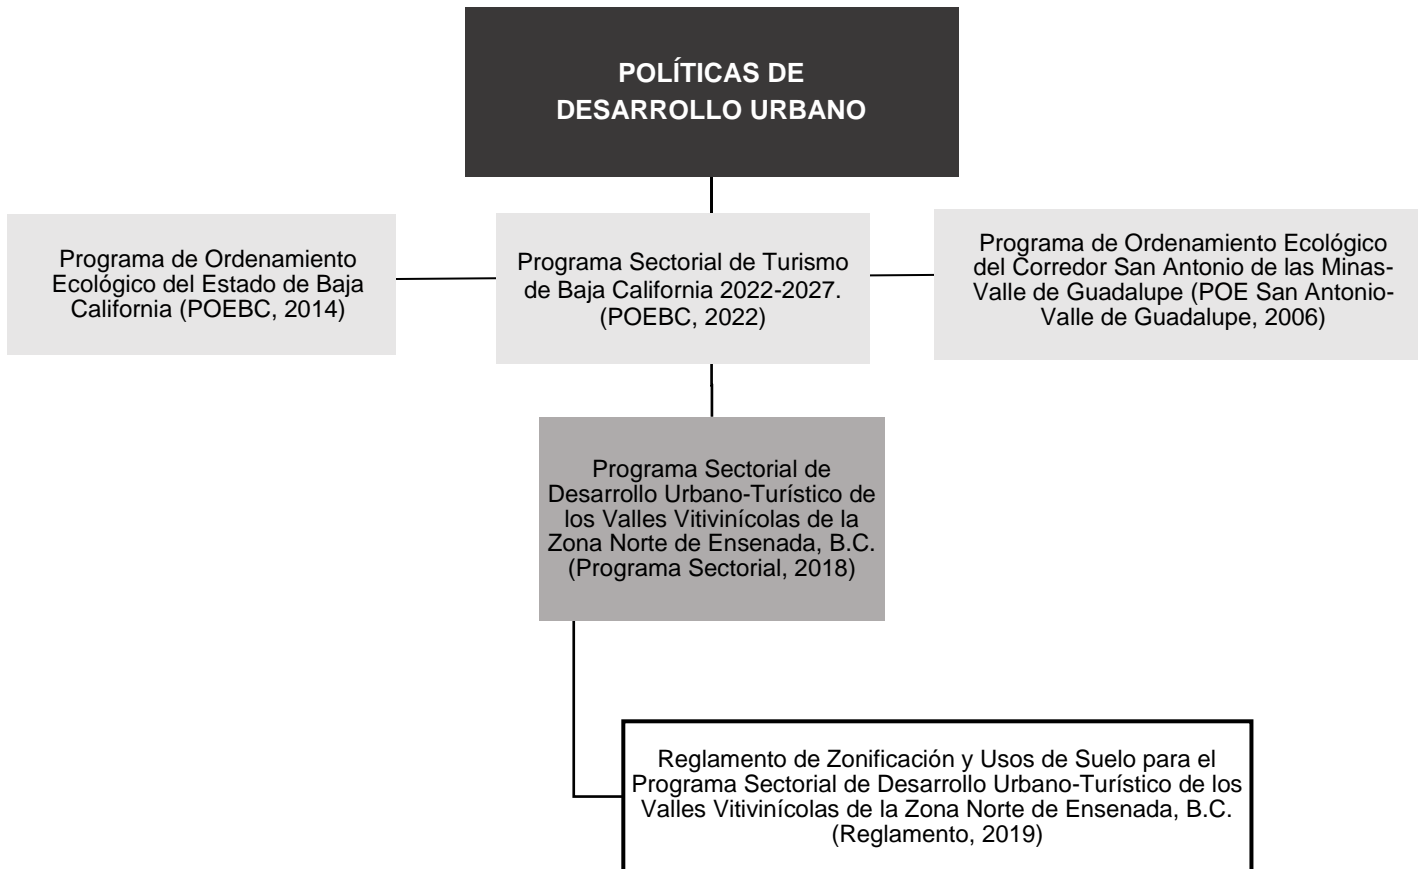 POLÍTICAS DE
DESARROLLO URBANO
Programa de Ordenamiento
Ecológico del Estado de Baja
California (POEBC, 2014)
Programa Sectorial de Turismo
de Baja California 2022-2027.
(POEBC, 2022)
Programa de Ordenamiento Ecológico
del Corredor San Antonio de las Minas-
Valle de Guadalupe (POE San Antonio-
Valle de Guadalupe, 2006)
Programa Sectorial de
Desarrollo Urbano-Turístico de
los Valles Vitivinícolas de la
Zona Norte de Ensenada, B.C.
(Programa Sectorial, 2018)
Reglamento de Zonificación y Usos de Suelo para el
Programa Sectorial de Desarrollo Urbano-Turístico de los
Valles Vitivinícolas de la Zona Norte de Ensenada, B.C.
(Reglamento, 2019)